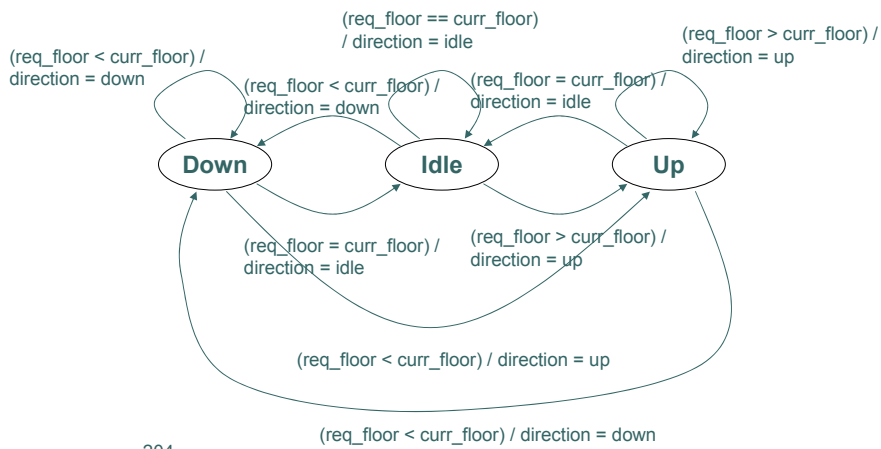 (req_floor == curr_floor)
/ direction = idle
(req_floor > curr_floor) /
direction = up
(req_floor < curr_floor) /
direction = down
(req_floor < curr_floor) /
direction = down
(req_floor = curr_floor) /
direction = idle
Down
Idle
Up
(req_floor = curr_floor) /
direction = idle
(req_floor > curr_floor) /
direction = up
(req_floor < curr_floor) / direction = up
(req_floor < curr_floor) / direction = down